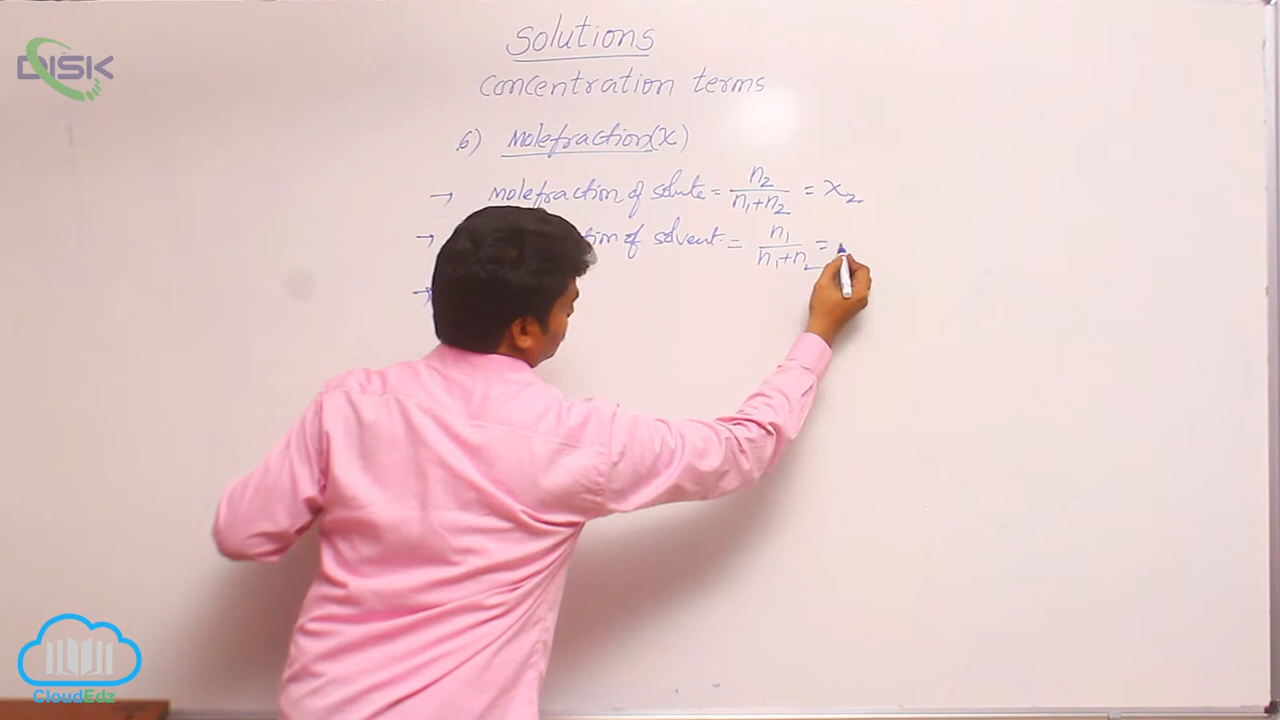 DISK
Solutions
concentration terms
6) Molefraction(x)
→ molefraction of solute = n₂/(n₁+n₂) = x₂
→ tion of solvent = n₁/(n₁+n₂) =
→
CloudEdz